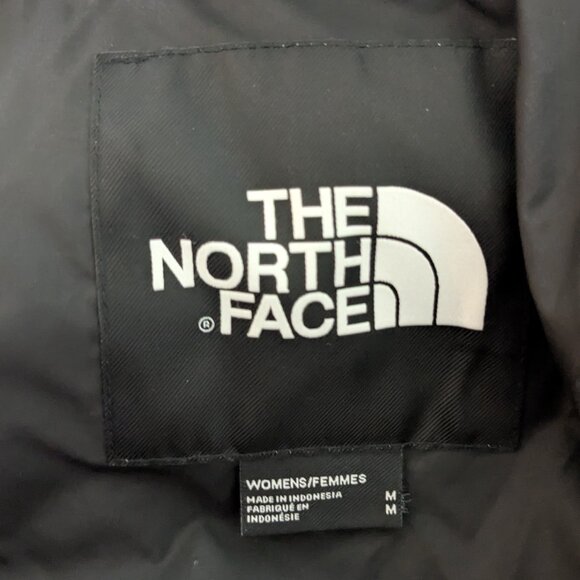 THE
NORTH
® FACE
WOMENS/FEMMES
MADE IN INDONESIA M
FABRIQUÉ EN M
INDONÉSIE